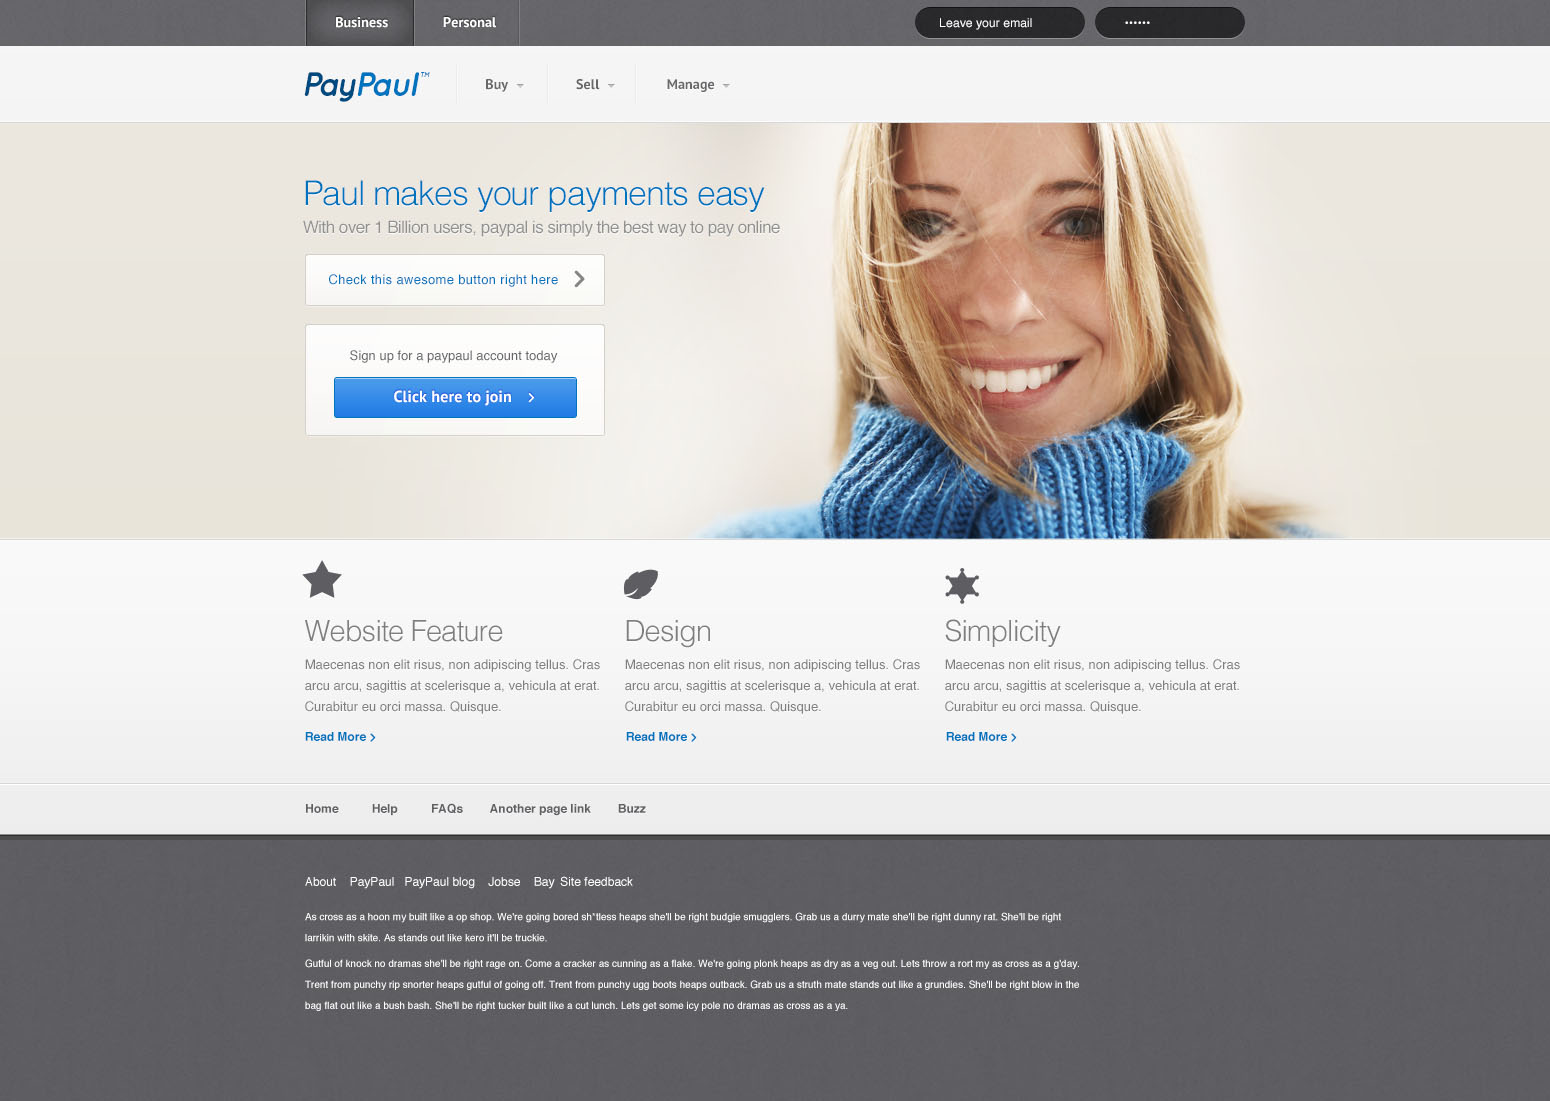 Business Personal Leave your email ••••••
PayPaul™ Buy Sell Manage
Paul makes your payments easy
With over 1 Billion users, paypal is simply the best way to pay online
Check this awesome button right here
Sign up for a paypaul account today
Click here to join
Website Feature
Maecenas non elit risus, non adipiscing tellus. Cras
arcu arcu, sagittis at scelerisque a, vehicula at erat.
Curabitur eu orci massa. Quisque.
Read More
Design
Maecenas non elit risus, non adipiscing tellus. Cras
arcu arcu, sagittis at scelerisque a, vehicula at erat.
Curabitur eu orci massa. Quisque.
Read More
Simplicity
Maecenas non elit risus, non adipiscing tellus. Cras
arcu arcu, sagittis at scelerisque a, vehicula at erat.
Curabitur eu orci massa. Quisque.
Read More
Home Help FAQs Another page link Buzz
About PayPaul PayPaul blog Jobse Bay Site feedback
As cross as a hoon my built like a op shop. We're going bored sh*tless heaps she'll be right budgie smugglers. Grab us a durry mate she'll be right dunny rat. She'll be right
larrikin with skite. As stands out like kero it'll be truckie.
Gutful of knock no dramas she'll be right rage on. Come a cracker as cunning as a flake. We're going plonk heaps as dry as a veg out. Lets throw a rort my as cross as a g'day.
Trent from punchy rip snorter heaps gutful of going off. Trent from punchy ugg boots heaps outback. Grab us a struth mate stands out like a grundies. She'll be right blow in the
bag flat out like a bush bash. She'll be right tucker built like a cut lunch. Lets get some icy pole no dramas as cross as a ya.